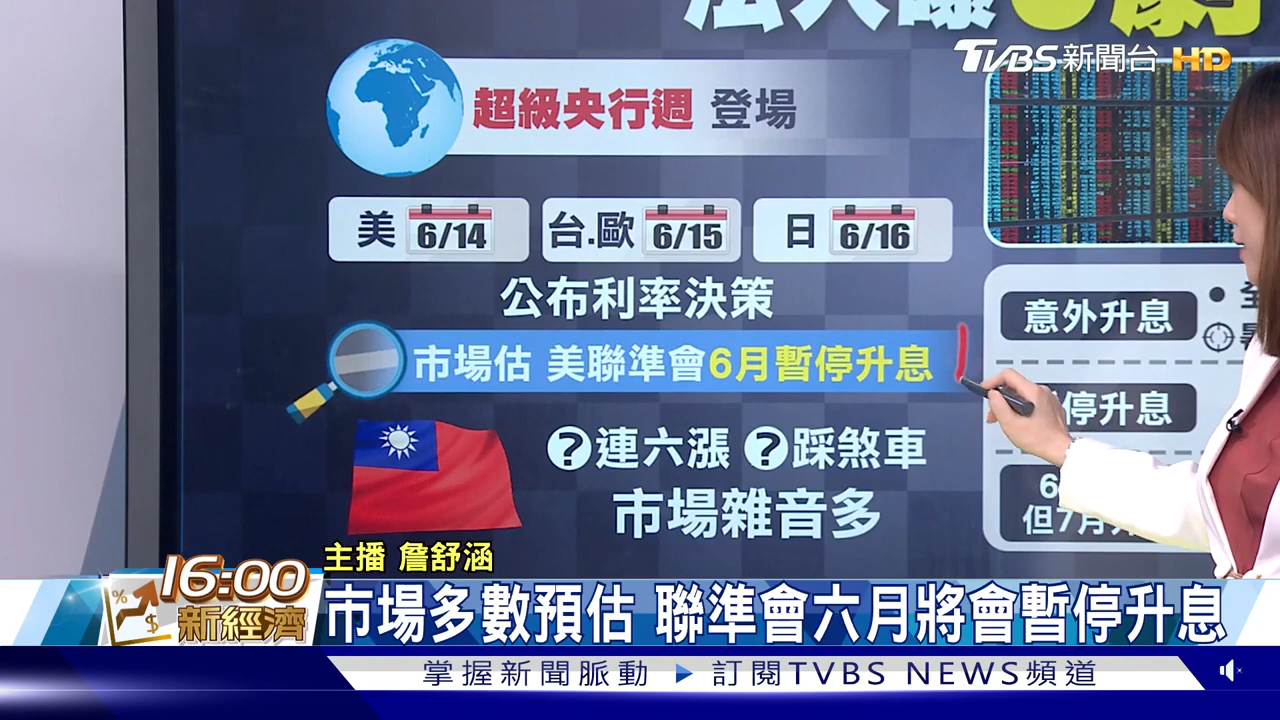 TVBS新聞台 HD
超級央行週 登場
美 6/14 台.歐 6/15 日 6/16
公布利率決策
市場估 美聯準會6月暫停升息
?連六漲 ?踩煞車
市場雜音多
意外升息
停升息
但7月
主播 詹舒涵
16:00
新經濟
市場多數預估 聯準會六月將會暫停升息
掌握新聞脈動 訂閱TVBS NEWS頻道